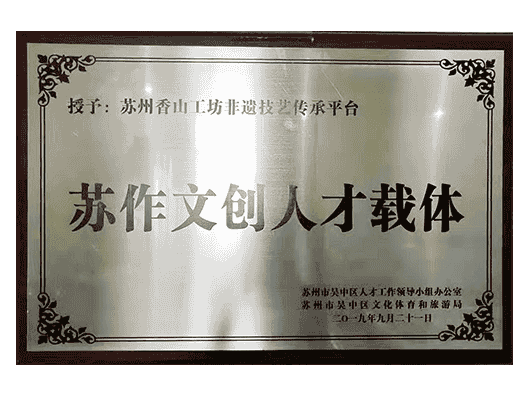 授予：苏州香山工坊非遗技艺传承平台
苏作文创人才载体
苏州市吴中区人才工作领导小组办公室
苏州市吴中区文化体育和旅游局
二〇一九年九月二十一日